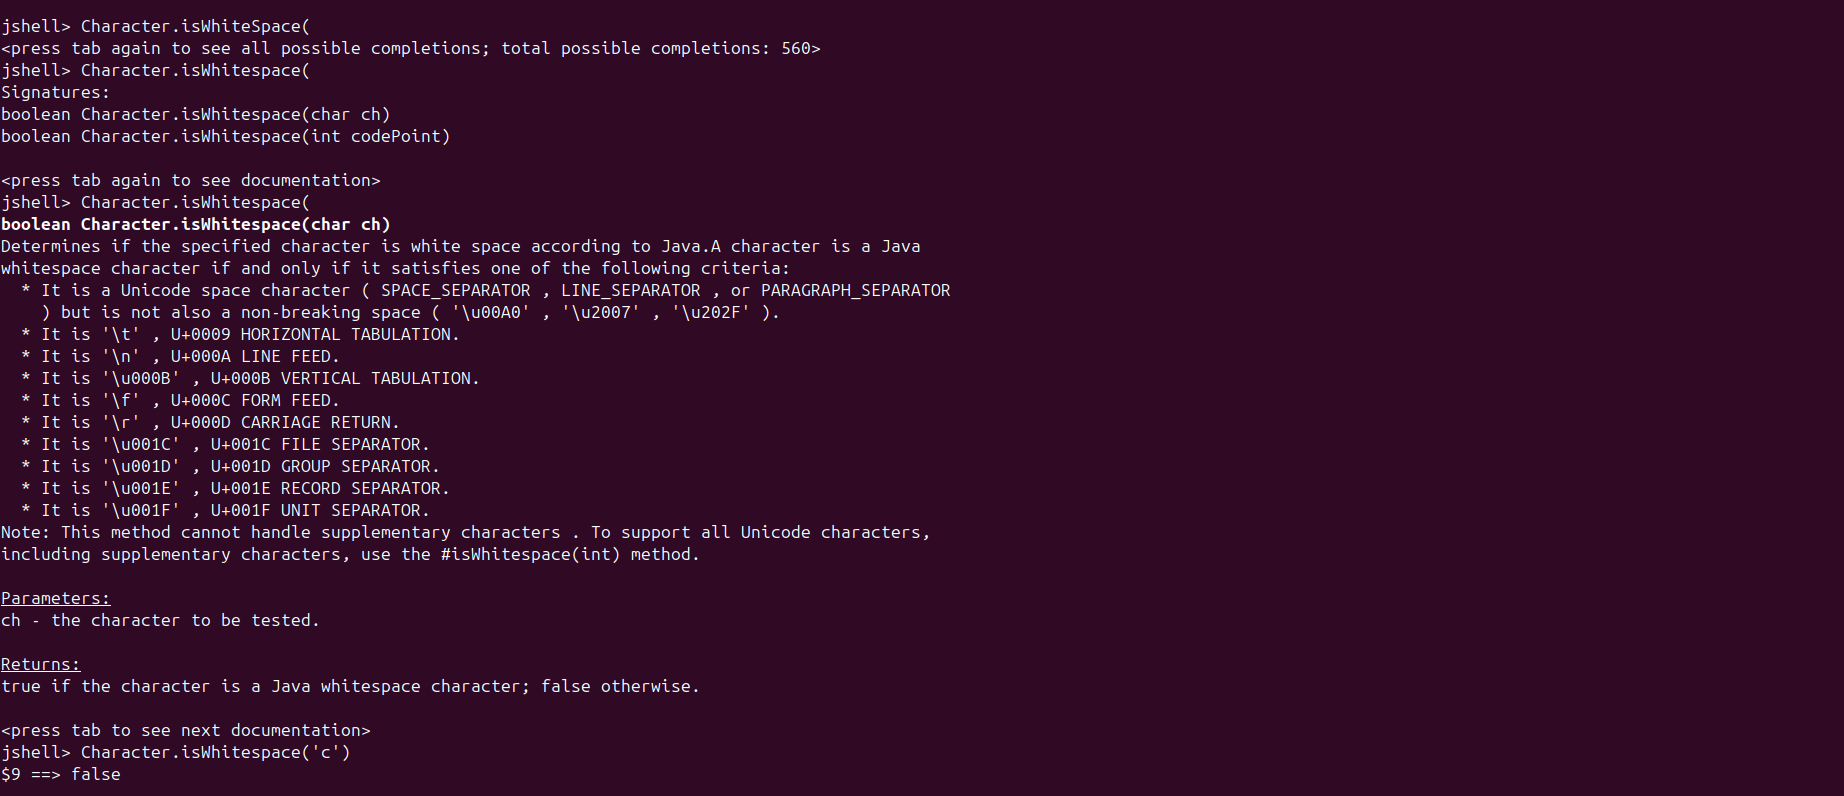 jshell> Character.isWhiteSpace(
<press tab again to see all possible completions; total possible completions: 560>
jshell> Character.isWhitespace(
Signatures:
boolean Character.isWhitespace(char ch)
boolean Character.isWhitespace(int codePoint)
<press tab again to see documentation>
jshell> Character.isWhitespace(
boolean Character.isWhitespace(char ch)
Determines if the specified character is white space according to Java.A character is a Java
whitespace character if and only if it satisfies one of the following criteria:
  * It is a Unicode space character ( SPACE_SEPARATOR , LINE_SEPARATOR , or PARAGRAPH_SEPARATOR
    ) but is not also a non-breaking space ( '\u00A0' , '\u2007' , '\u202F' ).
  * It is '\t' , U+0009 HORIZONTAL TABULATION.
  * It is '\n' , U+000A LINE FEED.
  * It is '\u000B' , U+000B VERTICAL TABULATION.
  * It is '\f' , U+000C FORM FEED.
  * It is '\r' , U+000D CARRIAGE RETURN.
  * It is '\u001C' , U+001C FILE SEPARATOR.
  * It is '\u001D' , U+001D GROUP SEPARATOR.
  * It is '\u001E' , U+001E RECORD SEPARATOR.
  * It is '\u001F' , U+001F UNIT SEPARATOR.
Note: This method cannot handle supplementary characters . To support all Unicode characters,
including supplementary characters, use the #isWhitespace(int) method.
Parameters:
ch - the character to be tested.
Returns:
true if the character is a Java whitespace character; false otherwise.
<press tab to see next documentation>
jshell> Character.isWhitespace('c')
$9 ==> false